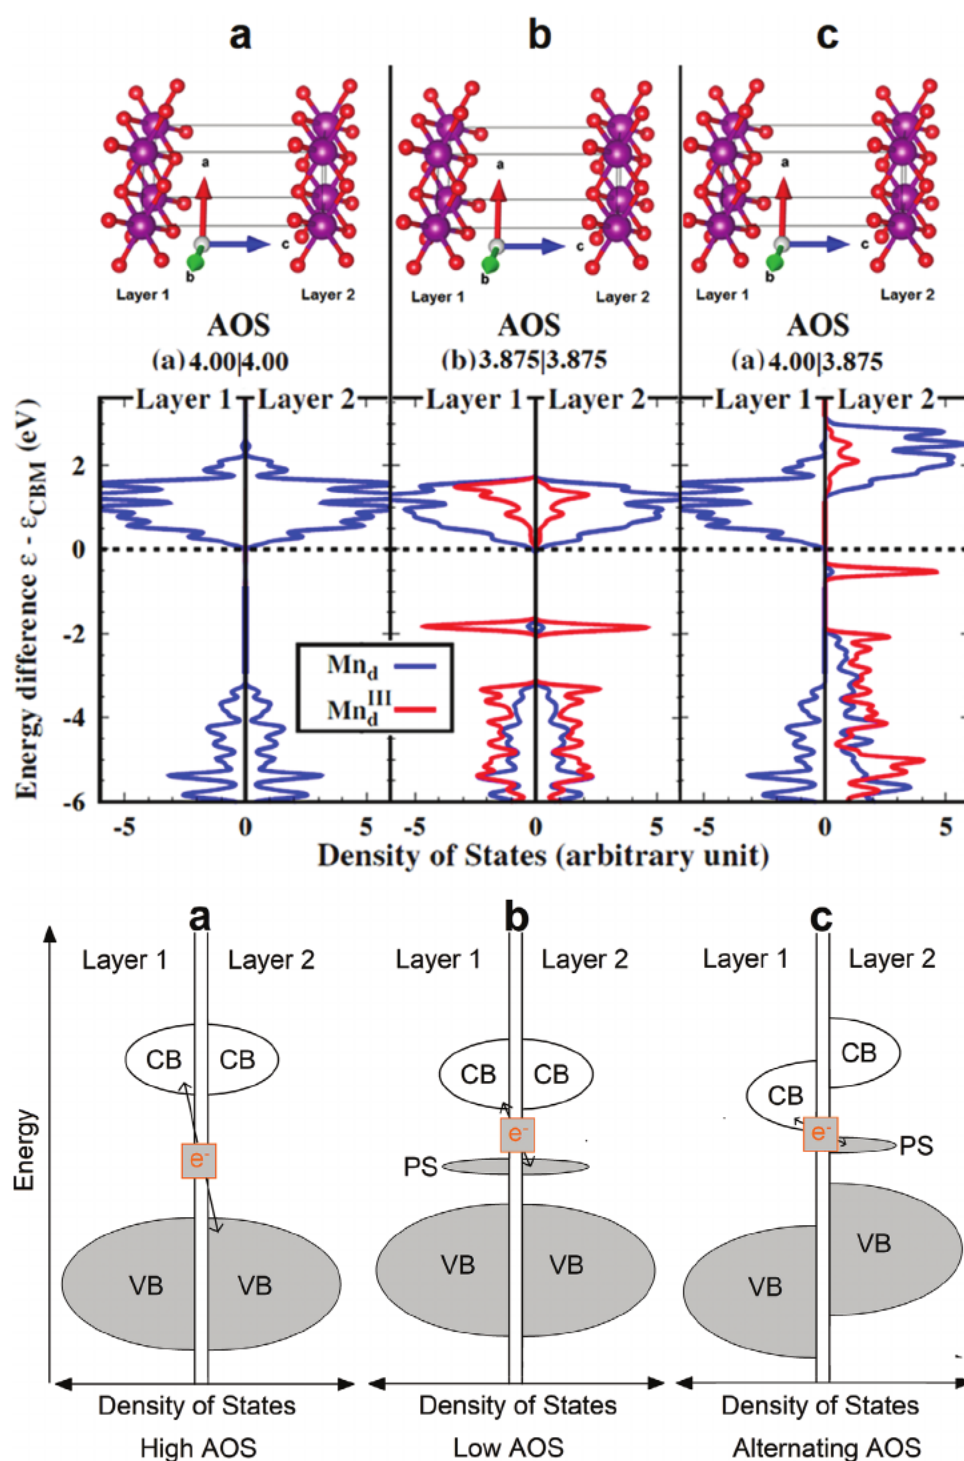 a b c
a c b Layer 1 Layer 2
a c b Layer 1 Layer 2
a c b Layer 1 Layer 2
AOS AOS AOS
(a) 4.00|4.00 (b) 3.875|3.875 (a) 4.00|3.875
Layer 1 Layer 2 Layer 1 Layer 2 Layer 1 Layer 2
Energy difference ε - ε_CBM (eV)
2
0
-2
-4
-6
Mn_d
Mn_d^III
-5 0 5 -5 0 5 -5 0 5
Density of States (arbitrary unit)
a b c
Layer 1 Layer 2 Layer 1 Layer 2 Layer 1 Layer 2
Energy
CB CB CB CB CB CB
e- e- e-
PS PS
VB VB VB VB VB VB
Density of States Density of States Density of States
High AOS Low AOS Alternating AOS